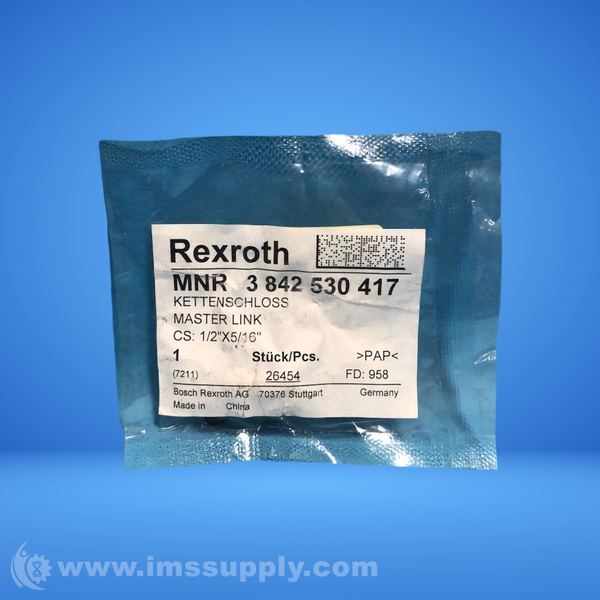 Rexroth
MNR 3 842 530 417
KETTENSCHLOSS
MASTER LINK
CS: 1/2"X5/16"
1 Stück/Pcs. >PAP<
(7211) 26454 FD: 958
Bosch Rexroth AG 70376 Stuttgart Germany
Made in China
www.imssupply.com